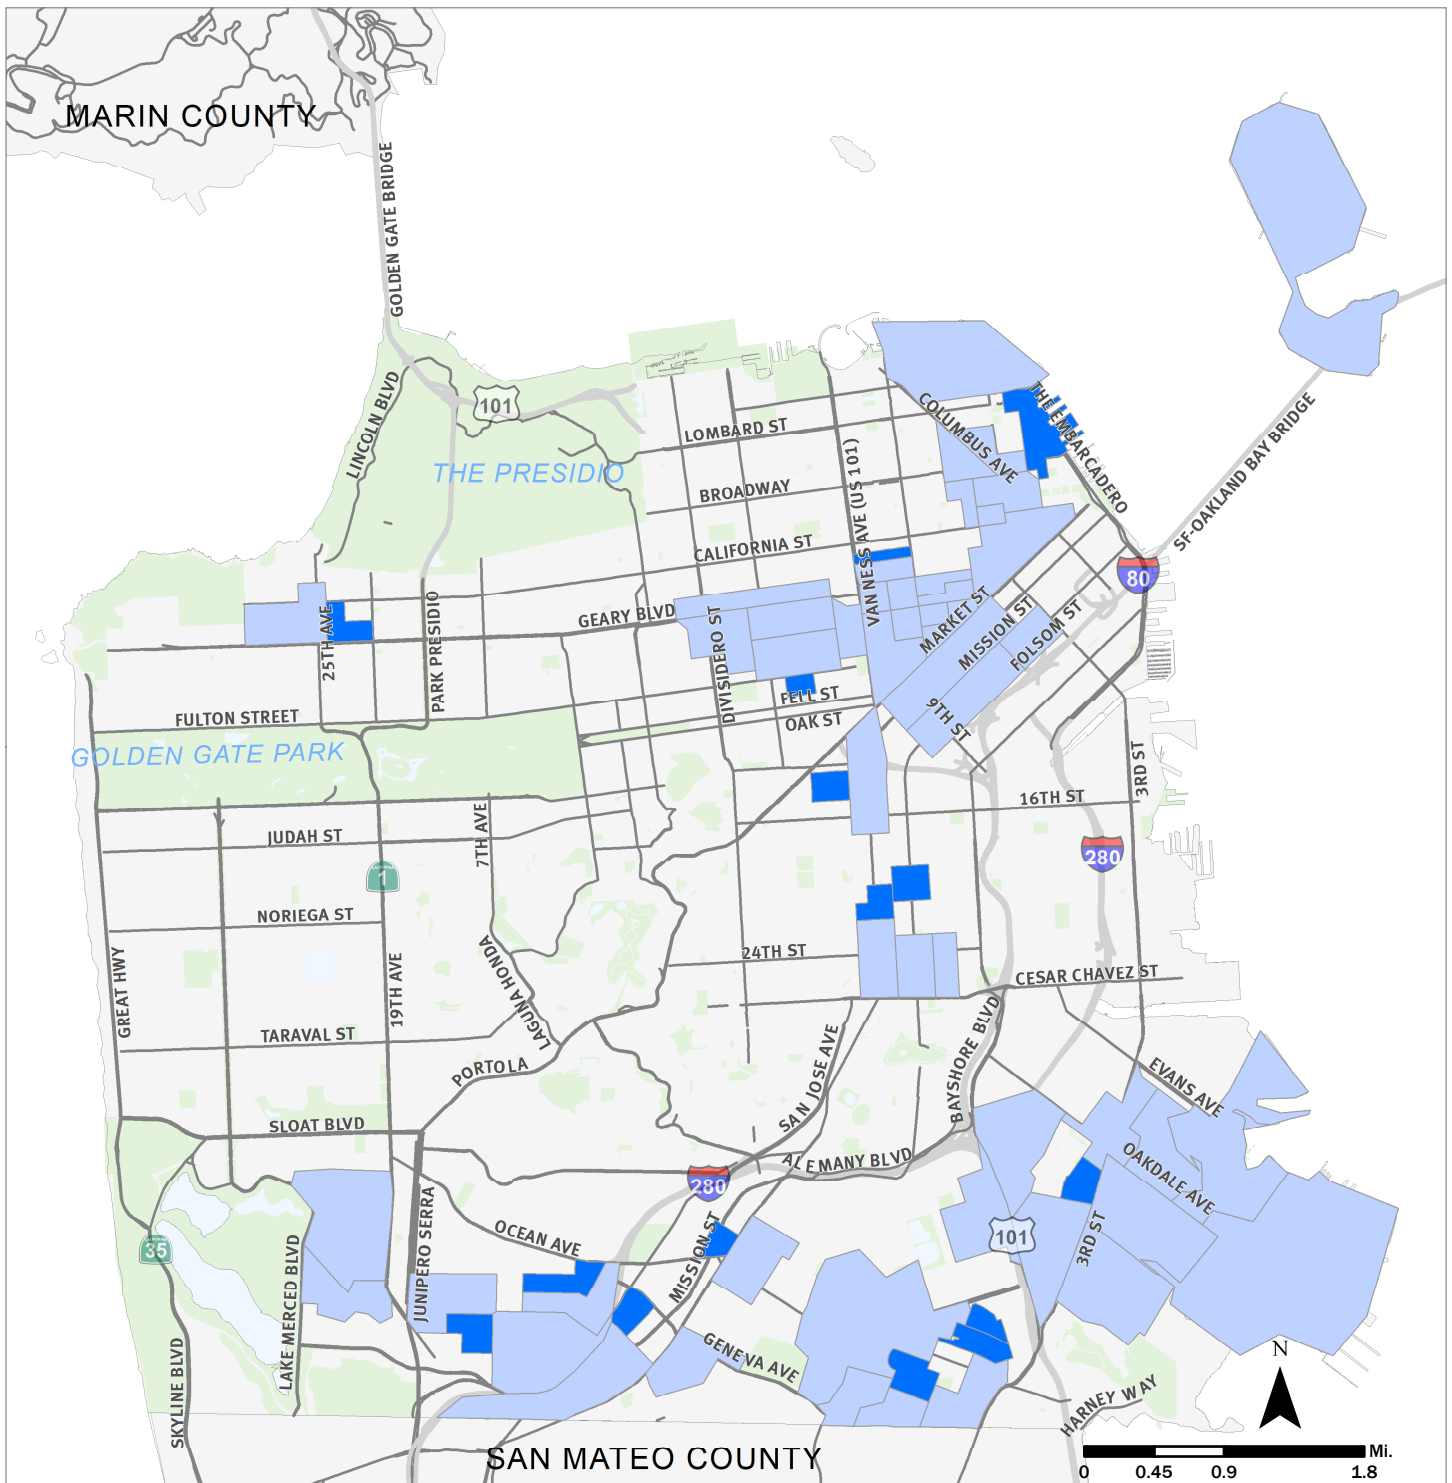 MARIN COUNTY
GOLDEN GATE BRIDGE
LINCOLN BLVD
101
THE PRESIDIO
LOMBARD ST
BROADWAY
CALIFORNIA ST
VAN NESS AVE (US 101)
COLUMBUS AVE
THE EMBARCADERO
SF-OAKLAND BAY BRIDGE
80
25TH AVE
PARK PRESIDIO
GEARY BLVD
DIVISIDERO ST
MARKET ST
MISSION ST
FOLSOM ST
FELL ST
OAK ST
9TH ST
FULTON STREET
GOLDEN GATE PARK
3RD ST
16TH ST
JUDAH ST
7TH AVE
280
CALIFORNIA
1
NORIEGA ST
GREAT HWY
19TH AVE
LAGUNA HONDA
24TH ST
CESAR CHAVEZ ST
TARAVAL ST
PORTOLA
SAN JOSE AVE
BAYSHORE BLVD
EVANS AVE
SLOAT BLVD
ALEMANY BLVD
OAKDALE AVE
280
CALIFORNIA
35
LAKE MERCED BLVD
JUNIPERO SERRA
OCEAN AVE
MISSION ST
101
3RD ST
SKYLINE BLVD
GENEVA AVE
HARNEY WAY
N
SAN MATEO COUNTY
Mi.
0 0.45 0.9 1.8